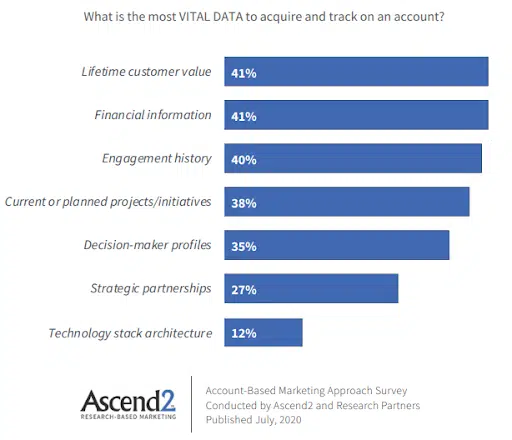 What is the most VITAL DATA to acquire and track on an account?
Lifetime customer value 41%
Financial information 41%
Engagement history 40%
Current or planned projects/initiatives 38%
Decision-maker profiles 35%
Strategic partnerships 27%
Technology stack architecture 12%
Ascend2
RESEARCH-BASED MARKETING
Account-Based Marketing Approach Survey
Conducted by Ascend2 and Research Partners
Published July, 2020